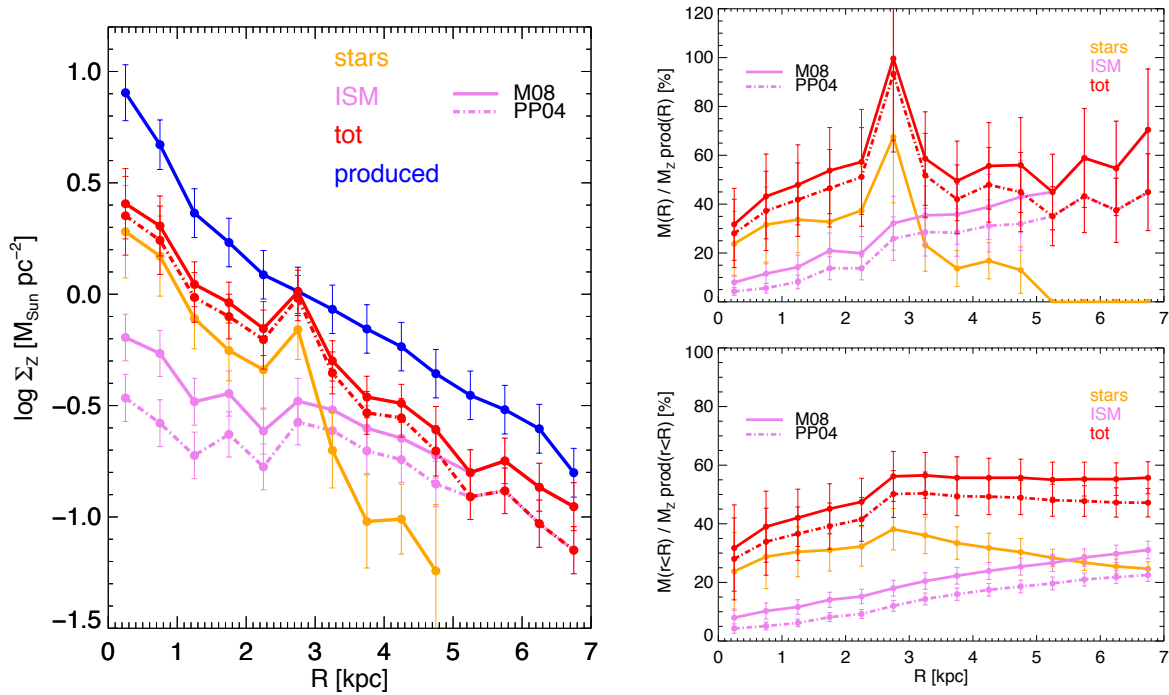 stars
ISM
tot
produced
M08
PP04
log Σ_Z [M_Sun pc^-2]
1.0
0.5
0.0
−0.5
−1.0
−1.5
0 1 2 3 4 5 6 7
R [kpc]
M08
PP04
stars
ISM
tot
M(R) / M_Z prod(R) [%]
120
100
80
60
40
20
0
0 1 2 3 4 5 6 7
M08
PP04
stars
ISM
tot
M(r<R) / M_Z prod(r<R) [%]
100
80
60
40
20
0
0 1 2 3 4 5 6 7
R [kpc]